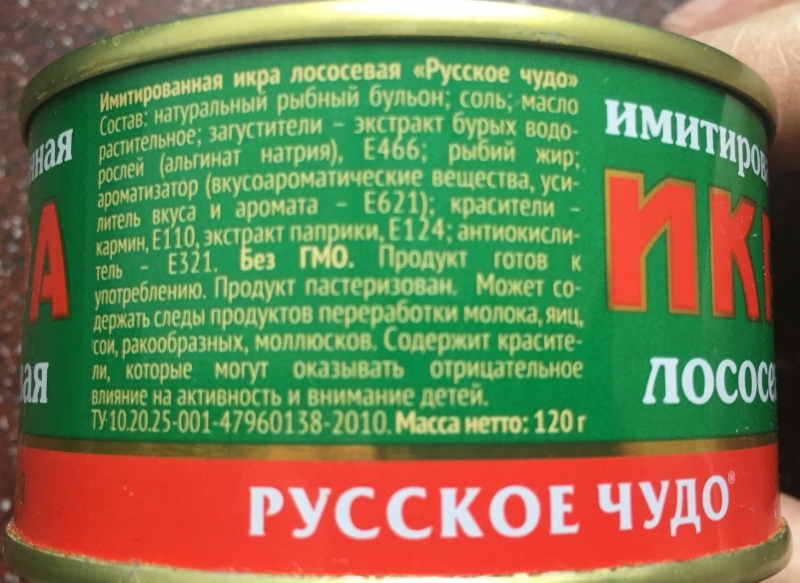 Имитированная икра лососевая «Русское чудо»
Состав: натуральный рыбный бульон; соль; масло
растительное; загустители – экстракт бурых водо-
рослей (альгинат натрия), Е466; рыбий жир;
ароматизатор (вкусоароматические вещества, уси-
литель вкуса и аромата – Е621); красители –
кармин, Е110, экстракт паприки, Е124; антиокисли-
тель – Е321. Без ГМО. Продукт готов к
употреблению. Продукт пастеризован. Может со-
держать следы продуктов переработки молока, яиц,
сои, ракообразных, моллюсков. Содержит красите-
ли, которые могут оказывать отрицательное
влияние на активность и внимание детей.
ТУ 10.20.25-001-47960138-2010. Масса нетто: 120 г
нная
А
ая
имитиров
ИКР
лососе
РУССКОЕ ЧУДО®